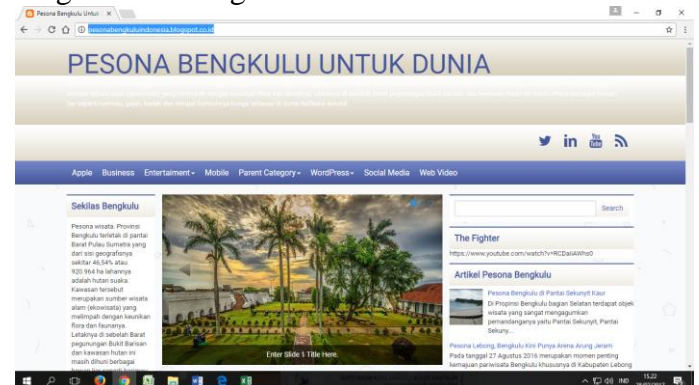 Pesona Bengkulu Untuk
pesonabengkuluindonesia.blogspot.co.id
PESONA BENGKULU UNTUK DUNIA
in
You
Tube
Apple Business Entertaiment Mobile Parent Category WordPress Social Media Web Video
Sekilas Bengkulu
Pesona wisata, Provinsi
Bengkulu terletak di pantai
Barat Pulau Sumetra yang
dari sisi geografisnya
sekitar 46,54% atau
920.964 ha lahannya
adalah hutan suaka.
Kawasan tersebut
merupakan sumber wisata
alam (ekowisata) yang
melimpah dengan keunikan
flora dan faunanya.
Letaknya di sebelah Barat
pegunungan Bukit Barisan
dan kawasan hutan ini
masih dihuni berbagai
Enter Slide 1 Title Here.
Search
The Fighter
https://www.youtube.com/watch?v=RCDaiiAWhs0
Artikel Pesona Bengkulu
Pesona Bengkulu di Pantai Sekunyit Kaur
Di Propinsi Bengkulu bagian Selatan terdapat objek
wisata yang sangat mengagumkan
pemandanganya yaitu Pantai Sekunyit, Pantai
Sekuny...
Pesona Lebong, Bengkulu Kini Punya Arena Arung Jeram
Pada tanggal 27 Agustus 2016 merupakan momen penting
kemajuan pariwisata Bengkulu khususnya di Kabupaten Lebong
IND
15.22